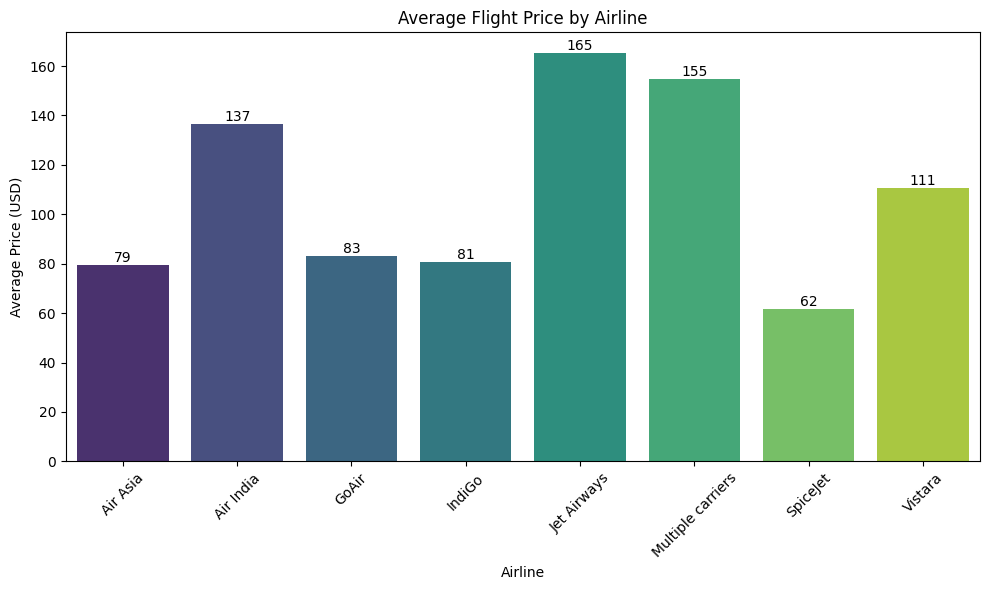 Average Flight Price by Airline
Average Price (USD)
160
140
120
100
80
60
40
20
0
79
137
83
81
165
155
62
111
Air Asia
Air India
GoAir
IndiGo
Jet Airways
Multiple carriers
SpiceJet
Vistara
Airline